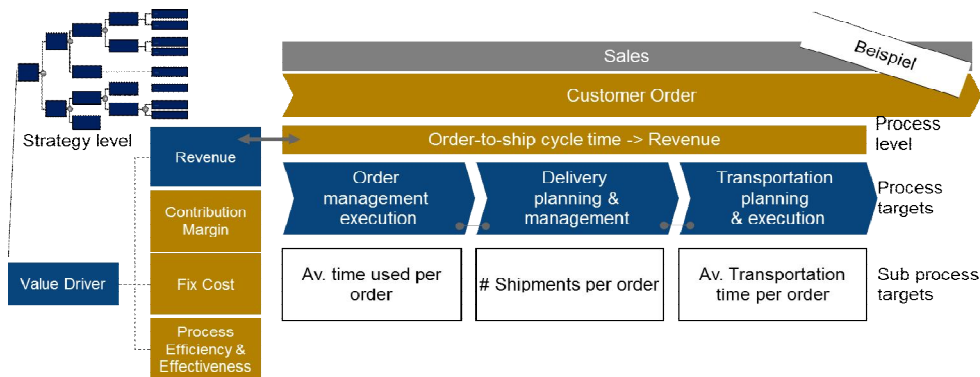 Beispiel
Sales
Customer Order
Strategy level
Revenue
Order-to-ship cycle time -> Revenue
Process
level
Order
management
execution
Delivery
planning &
management
Transportation
planning
& execution
Process
targets
Contribution
Margin
Value Driver
Fix Cost
Av. time used per
order
# Shipments per order
Av. Transportation
time per order
Sub process
targets
Process
Efficiency &
Effectiveness